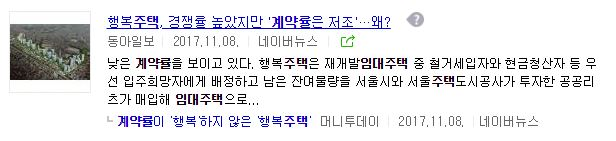 행복주택, 경쟁률 높았지만 '계약률은 저조'…왜?
동아일보 2017.11.08. 네이버뉴스
낮은 계약률을 보이고 있다. 행복주택은 재개발임대주택 중 철거세입자와 현금청산자 등 우
선 입주희망자에게 배정하고 남은 잔여물량을 서울시와 서울주택도시공사가 투자한 공공리
츠가 매입해 임대주택으로...
계약률이 '행복'하지 않은 '행복주택' 머니투데이 2017.11.08. 네이버뉴스